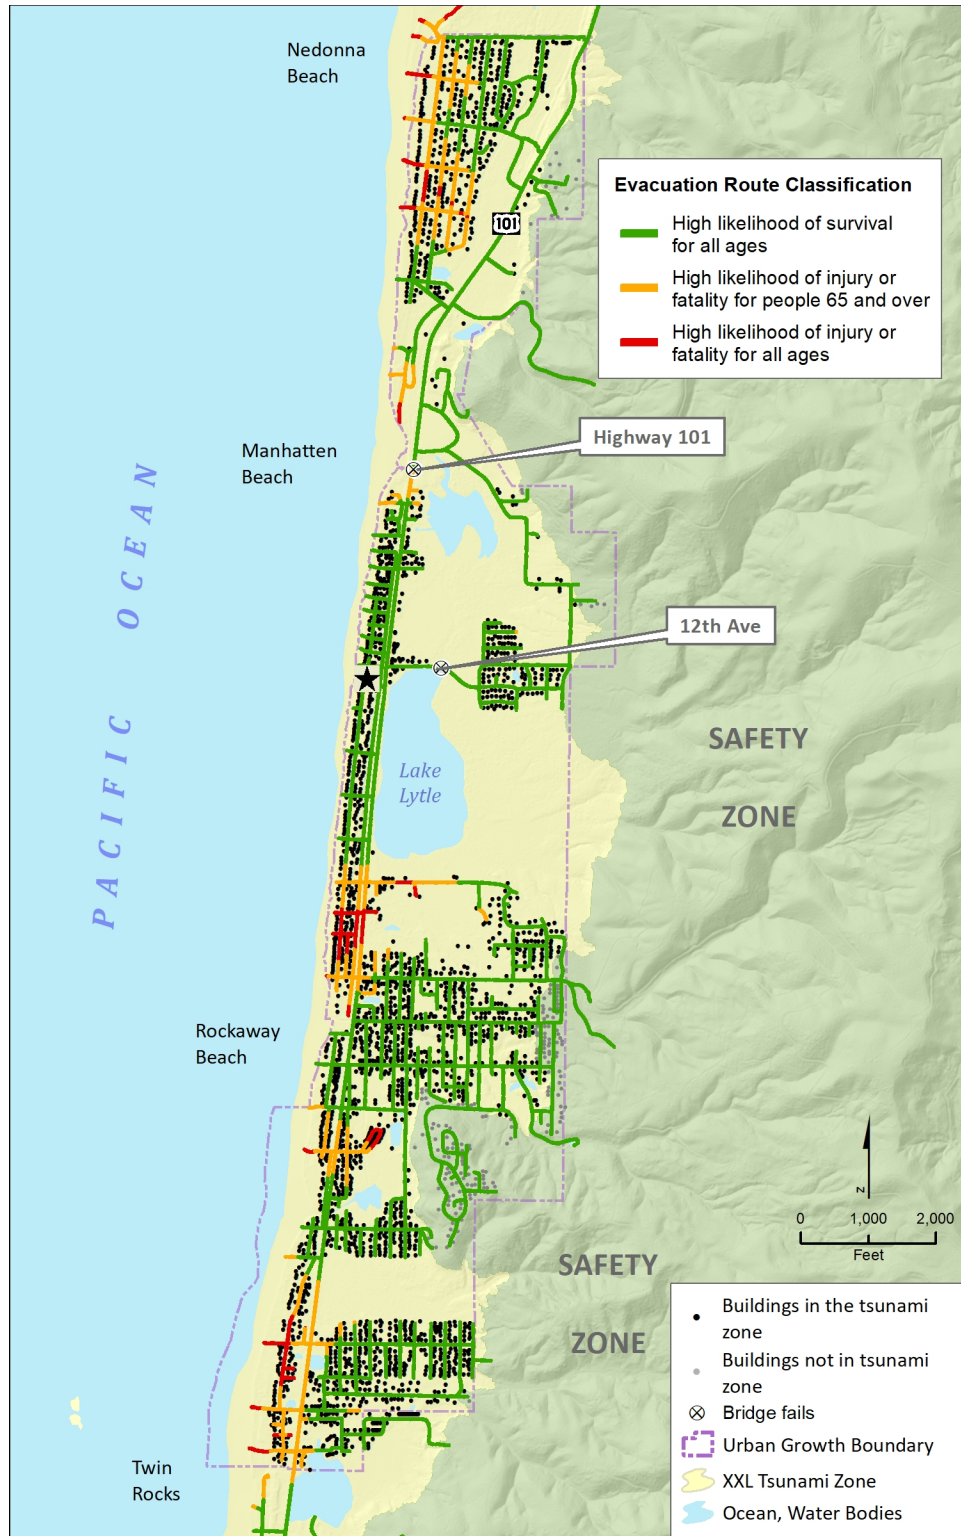 Nedonna
Beach
Evacuation Route Classification
High likelihood of survival
for all ages
High likelihood of injury or
fatality for people 65 and over
High likelihood of injury or
fatality for all ages
101
Highway 101
Manhatten
Beach
PACIFIC OCEAN
12th Ave
SAFETY
ZONE
Lake
Lytle
Rockaway
Beach
N
0 1,000 2,000
Feet
SAFETY
ZONE
Buildings in the tsunami
zone
Buildings not in tsunami
zone
Bridge fails
Urban Growth Boundary
XXL Tsunami Zone
Ocean, Water Bodies
Twin
Rocks